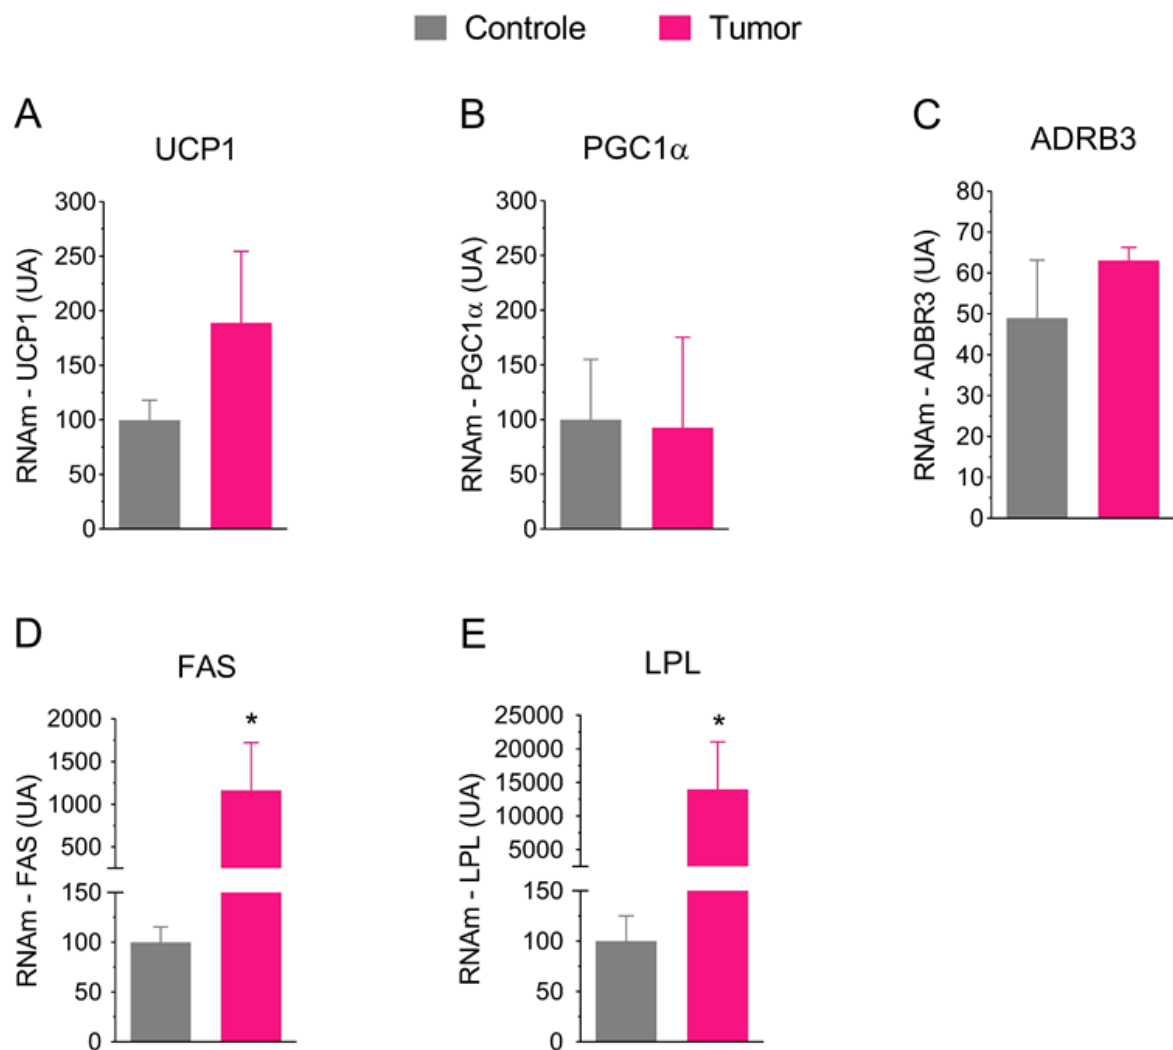 Controle Tumor
A
UCP1
RNAm - UCP1 (UA)
300
250
200
150
100
50
0
B
PGC1α
RNAm - PGC1α (UA)
300
250
200
150
100
50
0
C
ADRB3
RNAm - ADBR3 (UA)
80
70
60
50
40
30
20
10
0
D
FAS
RNAm - FAS (UA)
2000
1500
1000
500
150
100
50
0
*
E
LPL
RNAm - LPL (UA)
25000
20000
15000
10000
5000
150
100
50
0
*